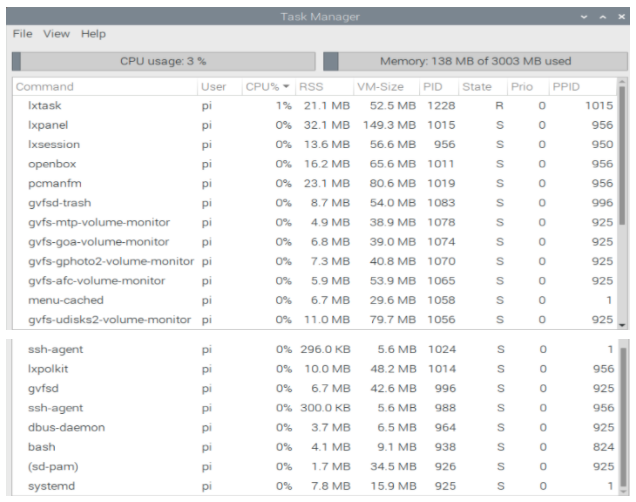 Task Manager
File View Help
CPU usage: 3 % Memory: 138 MB of 3003 MB used
Command User CPU% RSS VM-Size PID State Prio PPID
lxtask pi 1% 21.1 MB 52.5 MB 1228 R 0 1015
lxpanel pi 0% 32.1 MB 149.3 MB 1015 S 0 956
lxsession pi 0% 13.6 MB 56.6 MB 956 S 0 950
openbox pi 0% 16.2 MB 65.6 MB 1011 S 0 956
pcmanfm pi 0% 23.1 MB 80.6 MB 1019 S 0 956
gvfsd-trash pi 0% 8.7 MB 54.0 MB 1083 S 0 996
gvfs-mtp-volume-monitor pi 0% 4.9 MB 38.9 MB 1078 S 0 925
gvfs-goa-volume-monitor pi 0% 6.8 MB 39.0 MB 1074 S 0 925
gvfs-gphoto2-volume-monitor pi 0% 7.3 MB 40.8 MB 1070 S 0 925
gvfs-afc-volume-monitor pi 0% 5.9 MB 53.9 MB 1065 S 0 925
menu-cached pi 0% 6.7 MB 29.6 MB 1058 S 0 1
gvfs-udisks2-volume-monitor pi 0% 11.0 MB 79.7 MB 1056 S 0 925
ssh-agent pi 0% 296.0 KB 5.6 MB 1024 S 0 1
lxpolkit pi 0% 10.0 MB 48.2 MB 1014 S 0 956
gvfsd pi 0% 6.7 MB 42.6 MB 996 S 0 925
ssh-agent pi 0% 300.0 KB 5.6 MB 988 S 0 956
dbus-daemon pi 0% 3.7 MB 6.5 MB 964 S 0 925
bash pi 0% 4.1 MB 9.1 MB 938 S 0 824
(sd-pam) pi 0% 1.7 MB 34.5 MB 926 S 0 925
systemd pi 0% 7.8 MB 15.9 MB 925 S 0 1